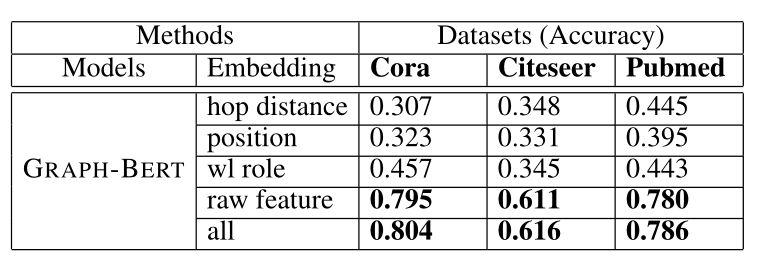 Methods Datasets (Accuracy)
Models Embedding Cora Citeseer Pubmed
hop distance 0.307 0.348 0.445
position 0.323 0.331 0.395
GRAPH-BERT wl role 0.457 0.345 0.443
raw feature 0.795 0.611 0.780
all 0.804 0.616 0.786